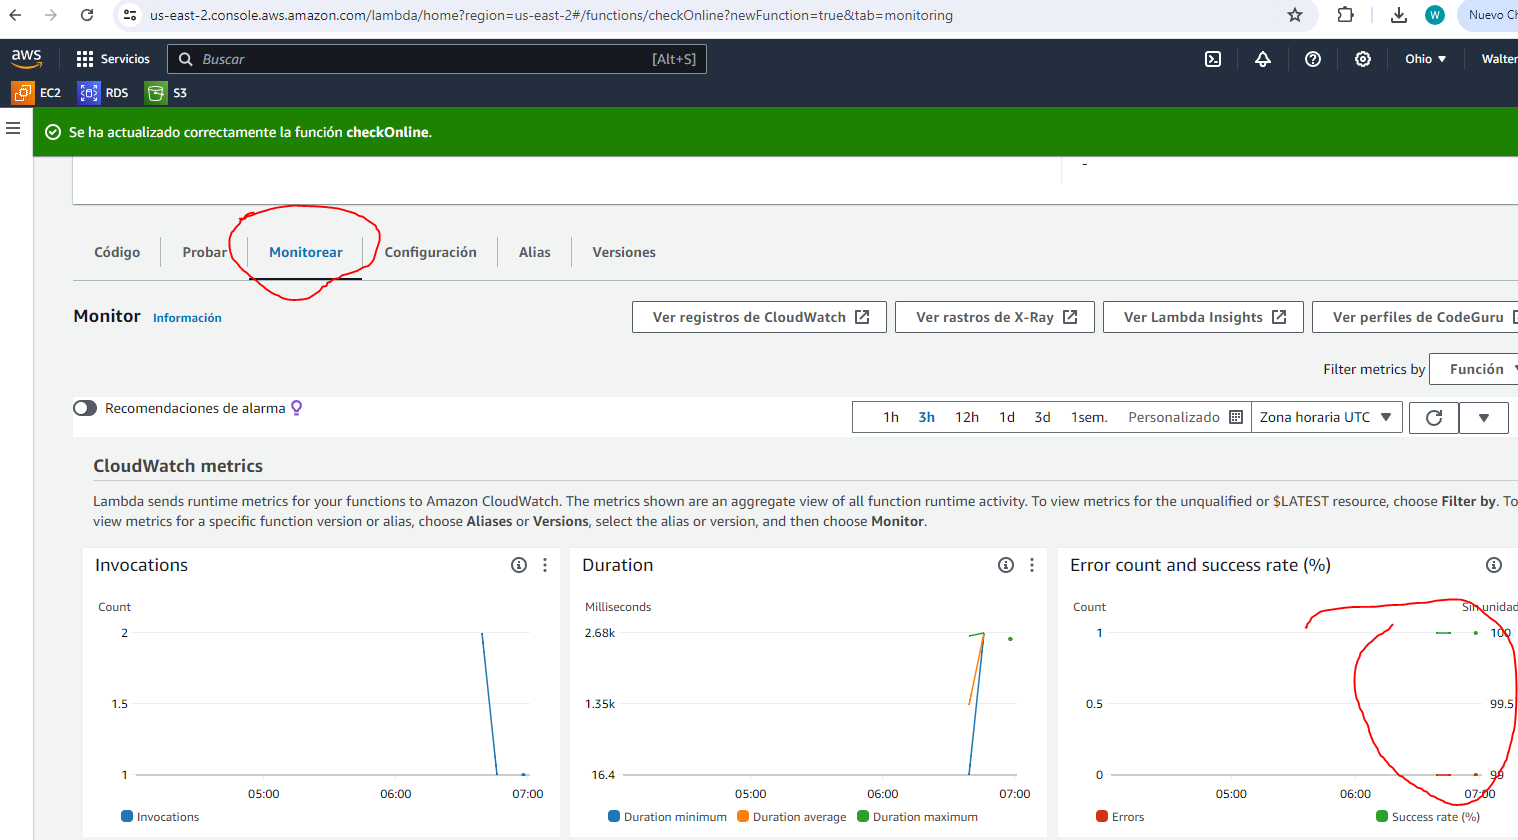 us-east-2.console.aws.amazon.com/lambda/home?region=us-east-2#/functions/checkOnline?newFunction=true&tab=monitoring
W
Nuevo Ch
aws
Servicios
Buscar
[Alt+S]
Ohio
Walter
EC2
RDS
S3
Se ha actualizado correctamente la función checkOnline.
-
Código
Probar
Monitorear
Configuración
Alias
Versiones
Monitor
Información
Ver registros de CloudWatch
Ver rastros de X-Ray
Ver Lambda Insights
Ver perfiles de CodeGuru
Filter metrics by
Función
Recomendaciones de alarma
1h
3h
12h
1d
3d
1sem.
Personalizado
Zona horaria UTC
CloudWatch metrics
Lambda sends runtime metrics for your functions to Amazon CloudWatch. The metrics shown are an aggregate view of all function runtime activity. To view metrics for the unqualified or $LATEST resource, choose Filter by. To
view metrics for a specific function version or alias, choose Aliases or Versions, select the alias or version, and then choose Monitor.
Invocations
Count
2
1.5
1
05:00
06:00
07:00
Invocations
Duration
Milliseconds
2.68k
1.35k
16.4
05:00
06:00
07:00
Duration minimum
Duration average
Duration maximum
Error count and success rate (%)
Count
Sin unidad
1
100
0.5
99.5
0
99
05:00
06:00
07:00
Errors
Success rate (%)